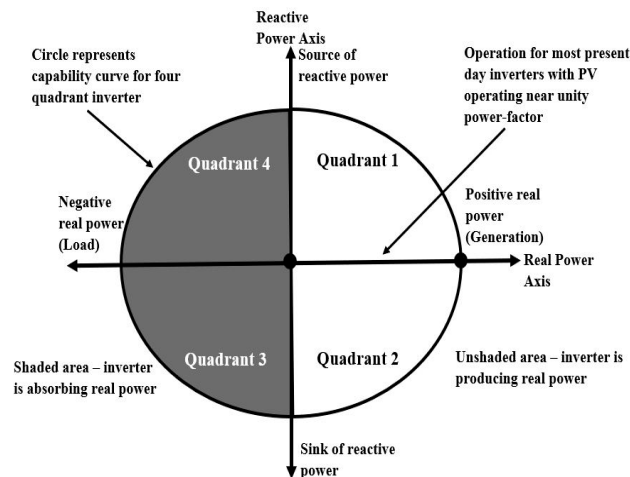 Reactive
Power Axis
Source of
reactive power
Circle represents
capability curve for four
quadrant inverter
Operation for most present
day inverters with PV
operating near unity
power-factor
Quadrant 4
Quadrant 1
Negative
real power
(Load)
Positive real
power
(Generation)
Real Power
Axis
Quadrant 3
Quadrant 2
Shaded area – inverter
is absorbing real power
Unshaded area – inverter is
producing real power
Sink of reactive
power